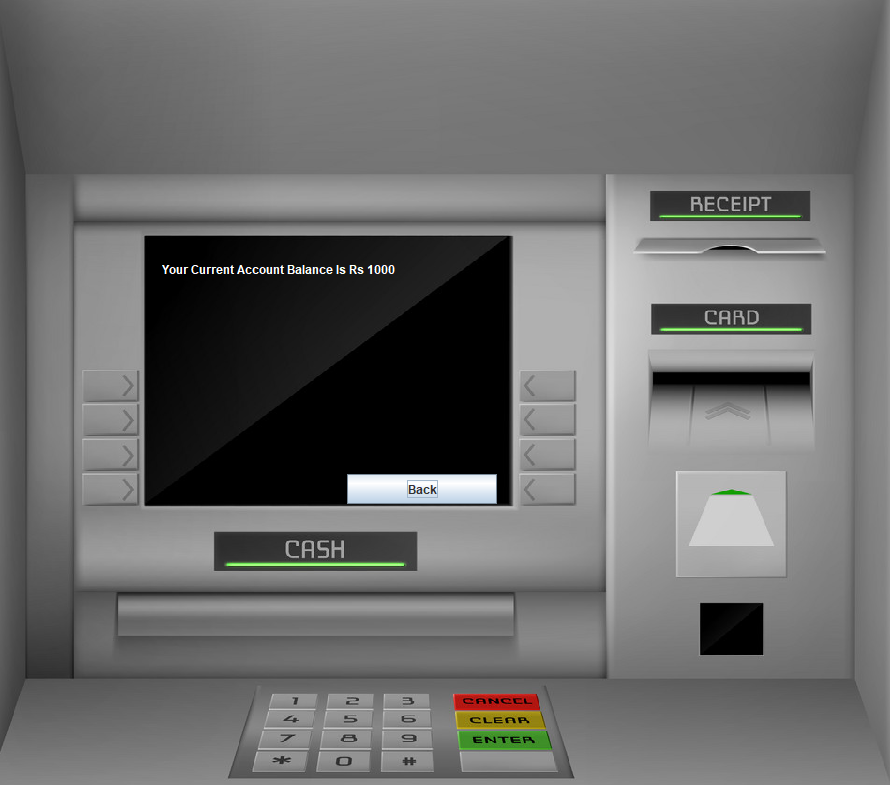 RECEIPT
Your Current Account Balance Is Rs 1000
CARD
Back
CASH
1 2 3 CANCEL
4 5 6 CLEAR
7 8 9 ENTER
* 0 #